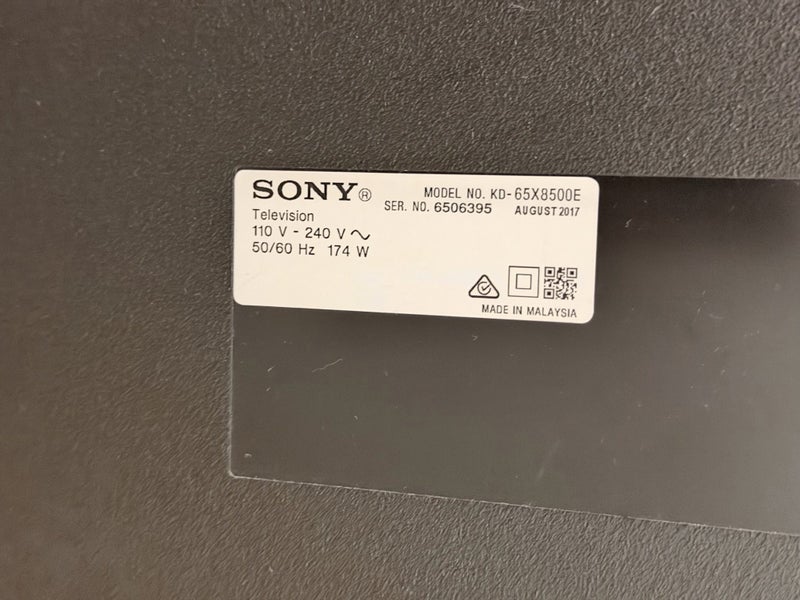 SONY®
MODEL NO. KD-65X8500E
SER. NO. 6506395 AUGUST 2017
Television
110 V - 240 V ~
50/60 Hz 174 W
MADE IN MALAYSIA